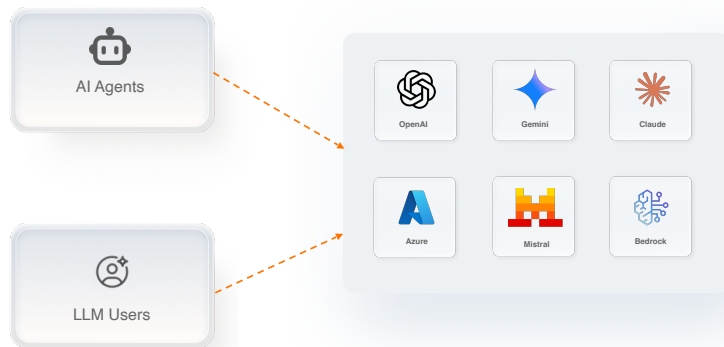 AI Agents
OpenAI
Gemini
Claude
Azure
Mistral
Bedrock
LLM Users